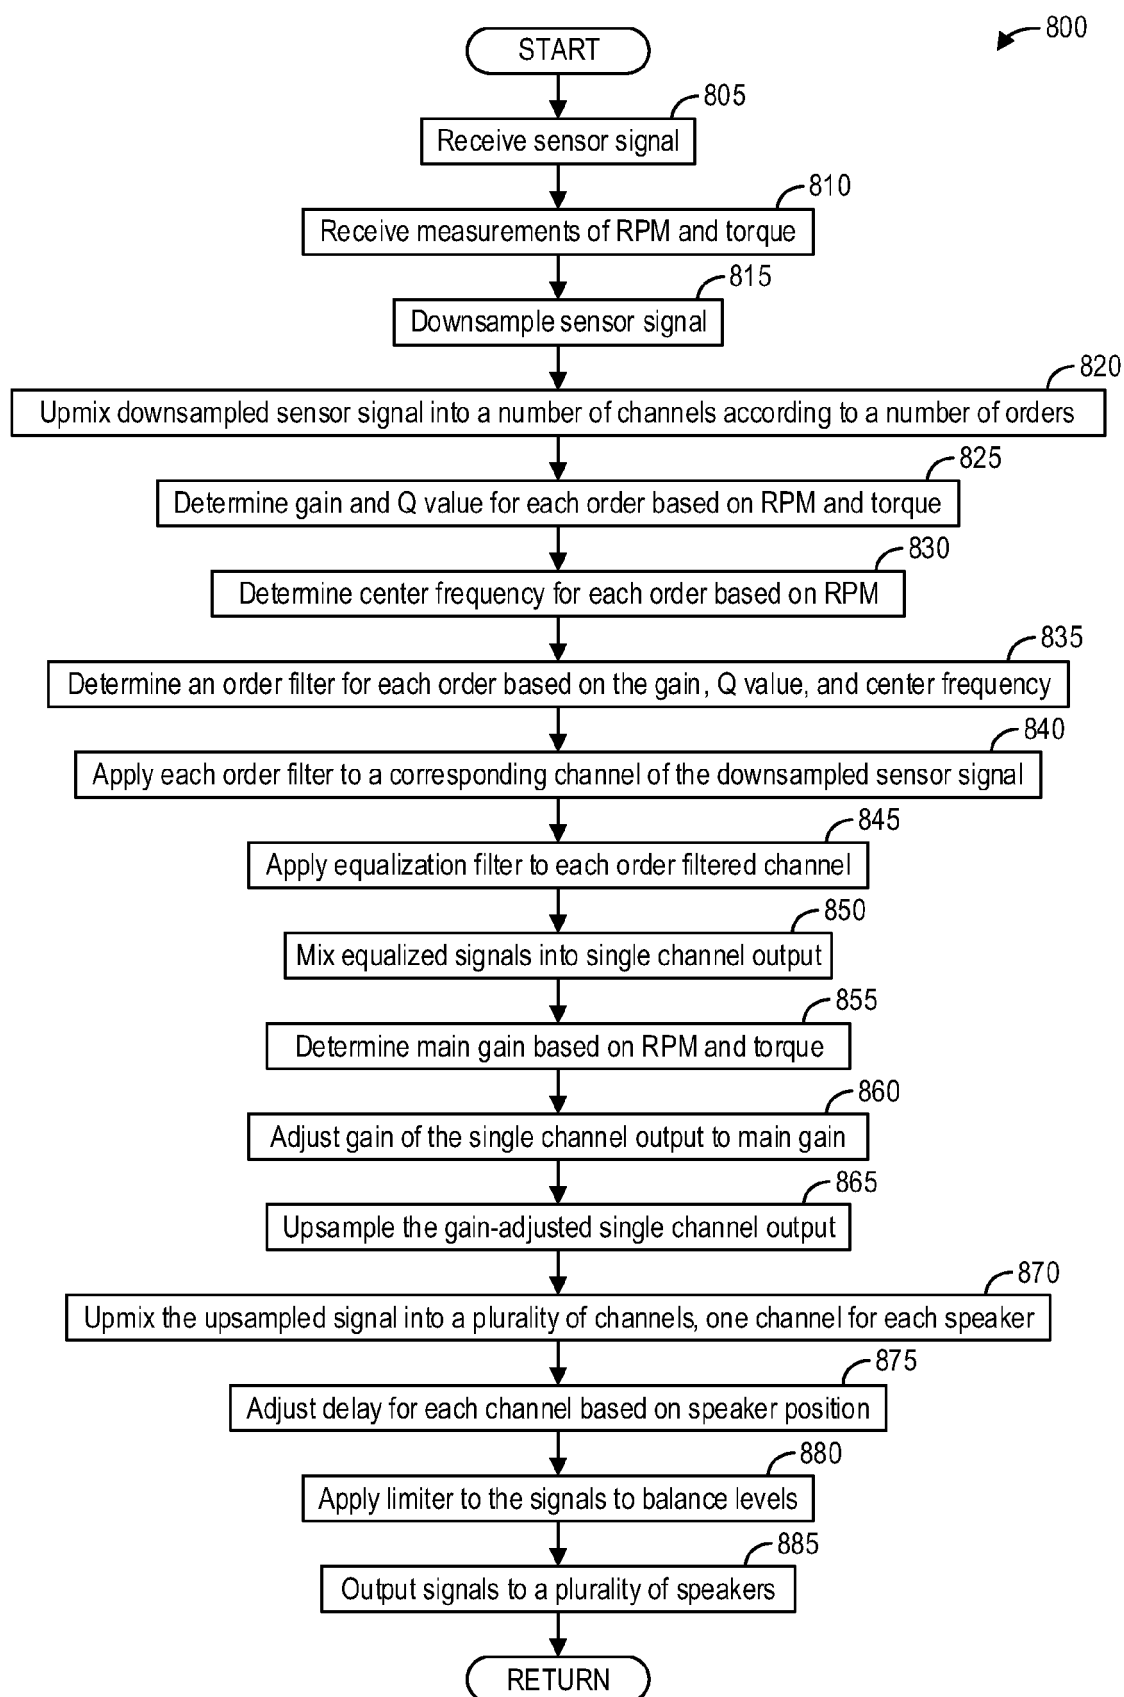 800
START
805
Receive sensor signal
810
Receive measurements of RPM and torque
815
Downsample sensor signal
820
Upmix downsampled sensor signal into a number of channels according to a number of orders
825
Determine gain and Q value for each order based on RPM and torque
830
Determine center frequency for each order based on RPM
835
Determine an order filter for each order based on the gain, Q value, and center frequency
840
Apply each order filter to a corresponding channel of the downsampled sensor signal
845
Apply equalization filter to each order filtered channel
850
Mix equalized signals into single channel output
855
Determine main gain based on RPM and torque
860
Adjust gain of the single channel output to main gain
865
Upsample the gain-adjusted single channel output
870
Upmix the upsampled signal into a plurality of channels, one channel for each speaker
875
Adjust delay for each channel based on speaker position
880
Apply limiter to the signals to balance levels
885
Output signals to a plurality of speakers
RETURN